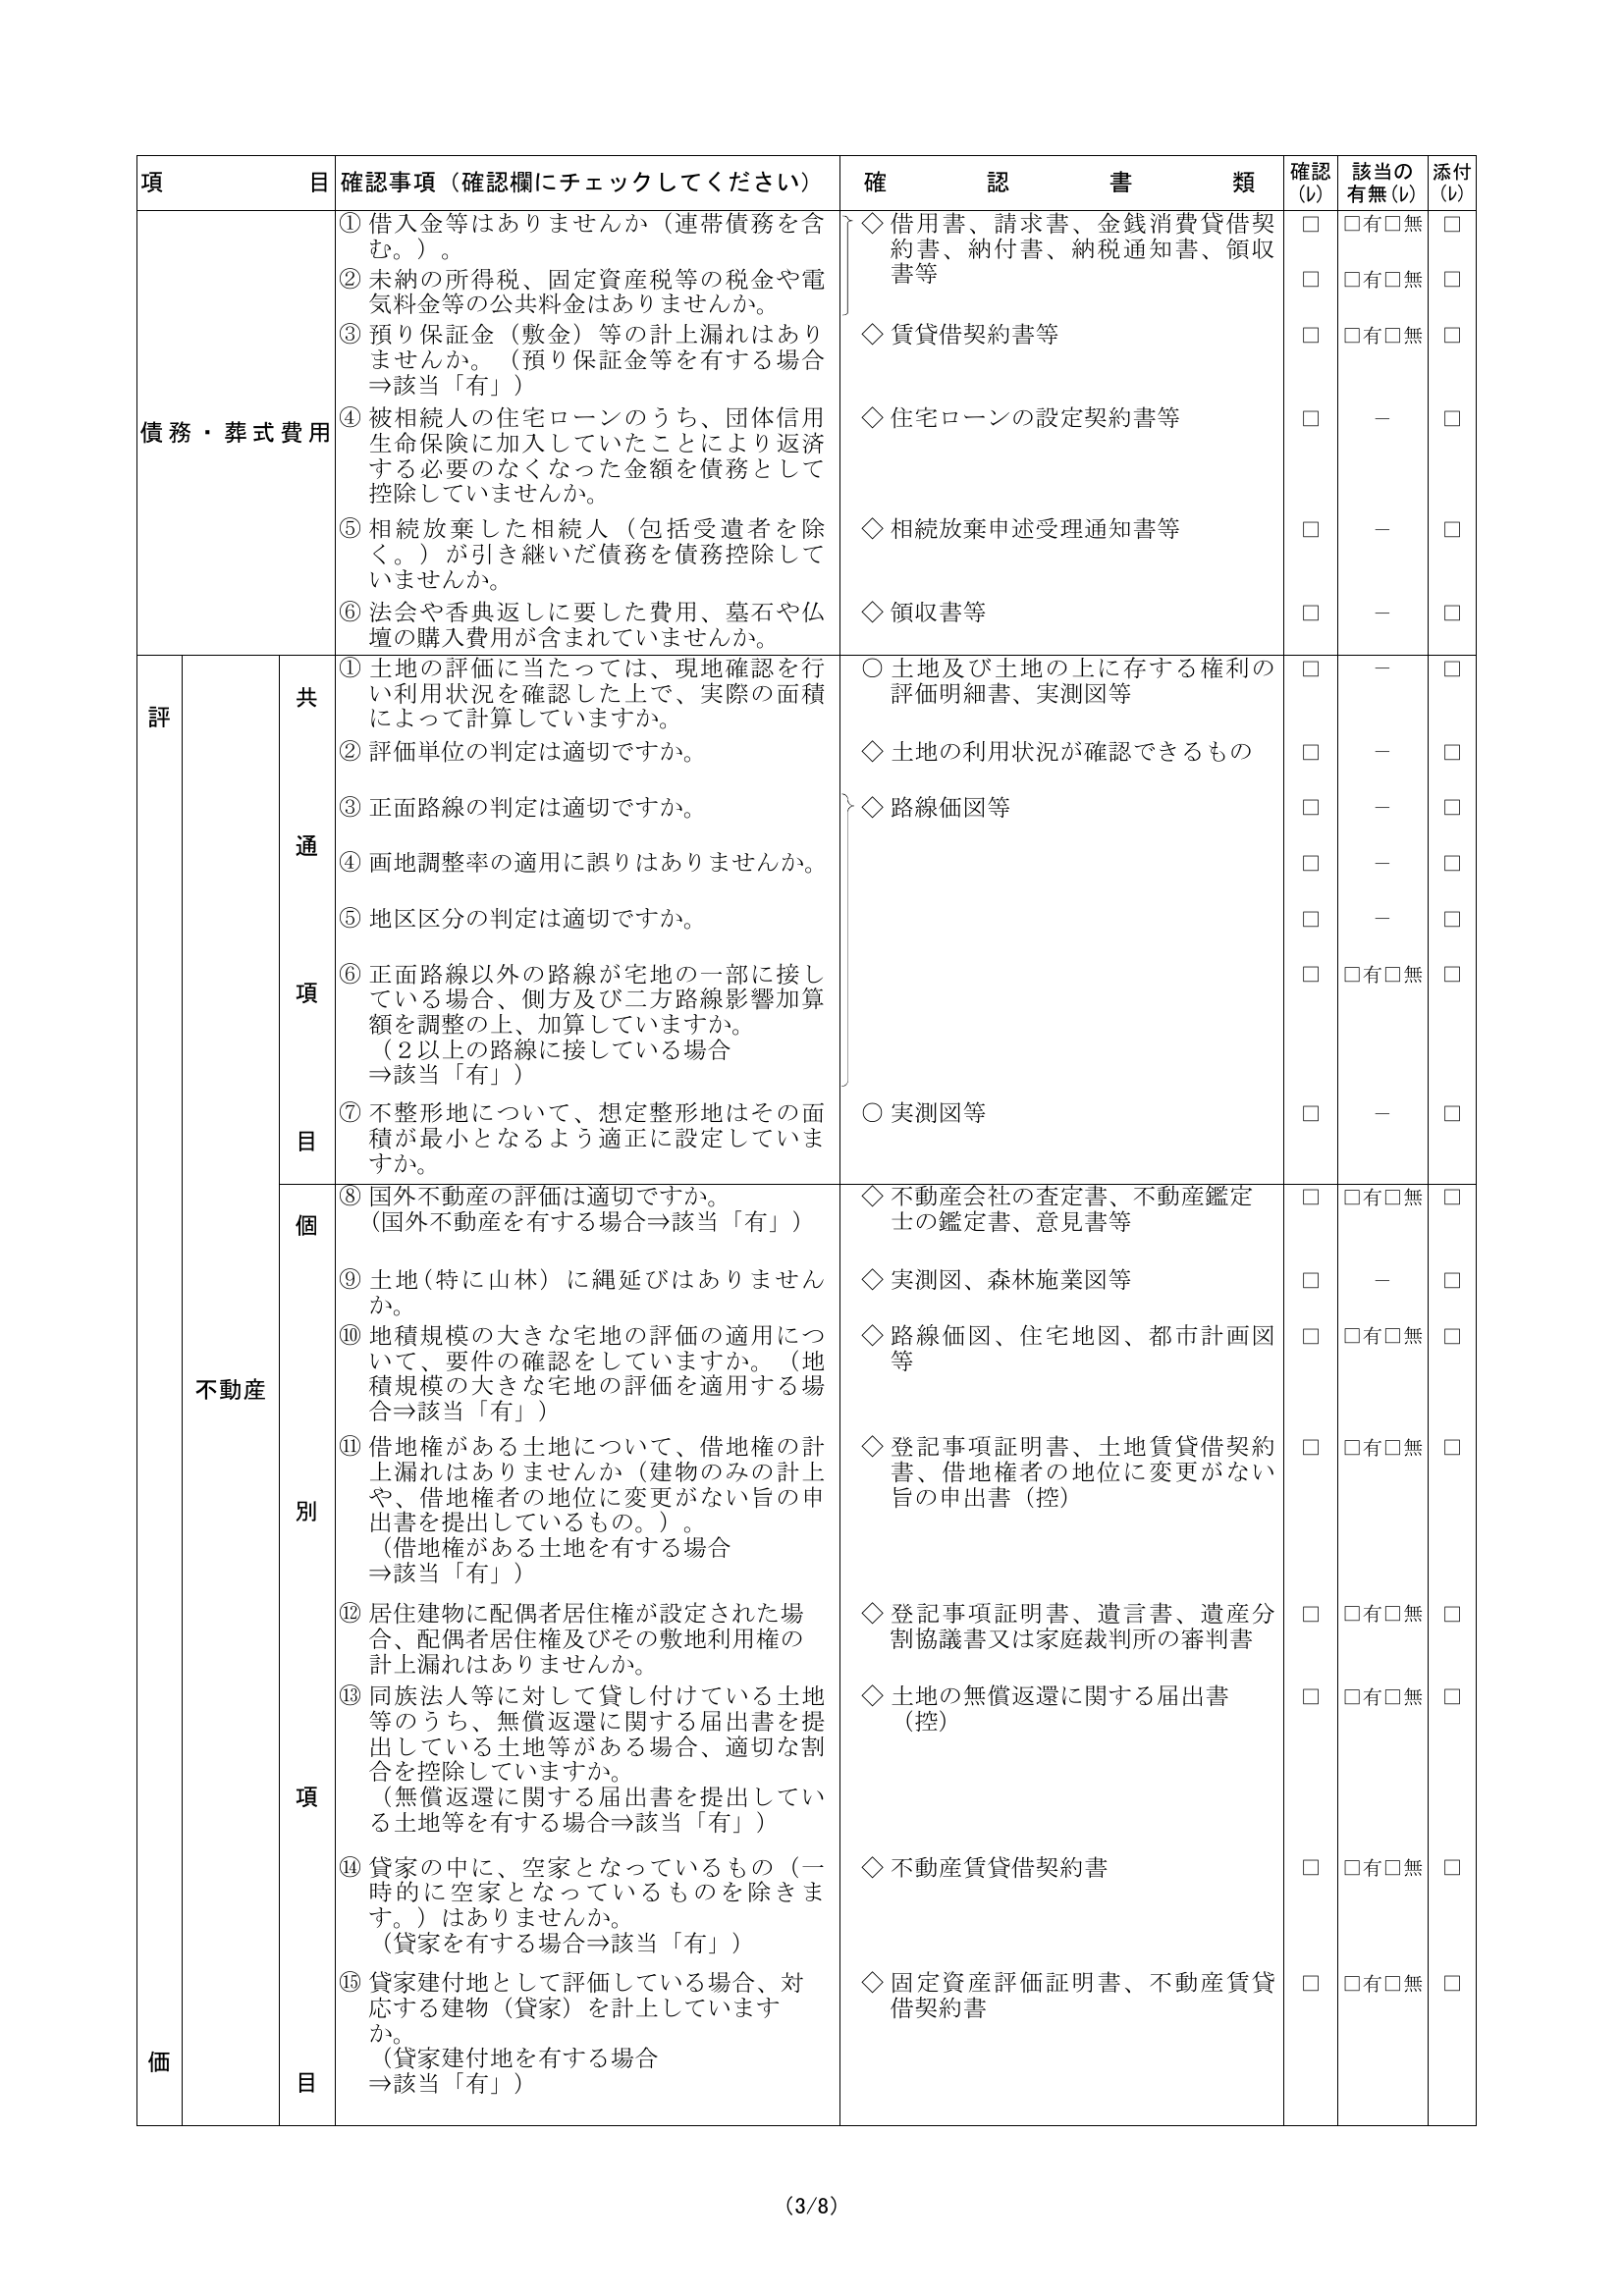 項 目 確認事項（確認欄にチェックしてください） 確 認 書 類 確認(レ) 該当の有無(レ) 添付(レ)
債務・葬式費用
① 借入金等はありませんか（連帯債務を含
む。）。
◇ 借用書、請求書、金銭消費貸借契
約書、納付書、納税通知書、領収
書等
□ □有□無 □
② 未納の所得税、固定資産税等の税金や電
気料金等の公共料金はありませんか。
□ □有□無 □
③ 預り保証金（敷金）等の計上漏れはあり
ませんか。（預り保証金等を有する場合
⇒該当「有」）
◇ 賃貸借契約書等
□ □有□無 □
④ 被相続人の住宅ローンのうち、団体信用
生命保険に加入していたことにより返済
する必要のなくなった金額を債務として
控除していませんか。
◇ 住宅ローンの設定契約書等
□ － □
⑤ 相続放棄した相続人（包括受遺者を除
く。）が引き継いだ債務を債務控除して
いませんか。
◇ 相続放棄申述受理通知書等
□ － □
⑥ 法会や香典返しに要した費用、墓石や仏
壇の購入費用が含まれていませんか。
◇ 領収書等
□ － □
評 価
不動産
共 通 項 目
① 土地の評価に当たっては、現地確認を行
い利用状況を確認した上で、実際の面積
によって計算していますか。
○ 土地及び土地の上に存する権利の
評価明細書、実測図等
□ － □
② 評価単位の判定は適切ですか。
◇ 土地の利用状況が確認できるもの
□ － □
③ 正面路線の判定は適切ですか。
◇ 路線価図等
□ － □
④ 画地調整率の適用に誤りはありませんか。
□ － □
⑤ 地区区分の判定は適切ですか。
□ － □
⑥ 正面路線以外の路線が宅地の一部に接し
ている場合、側方及び二方路線影響加算
額を調整の上、加算していますか。
（２以上の路線に接している場合
⇒該当「有」）
□ □有□無 □
⑦ 不整形地について、想定整形地はその面
積が最小となるよう適正に設定していま
すか。
○ 実測図等
□ － □
個 別 項 目
⑧ 国外不動産の評価は適切ですか。
（国外不動産を有する場合⇒該当「有」）
◇ 不動産会社の査定書、不動産鑑定
士の鑑定書、意見書等
□ □有□無 □
⑨ 土地(特に山林）に縄延びはありません
か。
◇ 実測図、森林施業図等
□ － □
⑩ 地積規模の大きな宅地の評価の適用につ
いて、要件の確認をしていますか。（地
積規模の大きな宅地の評価を適用する場
合⇒該当「有」）
◇ 路線価図、住宅地図、都市計画図
等
□ □有□無 □
⑪ 借地権がある土地について、借地権の計
上漏れはありませんか（建物のみの計上
や、借地権者の地位に変更がない旨の申
出書を提出しているもの。）。
（借地権がある土地を有する場合
⇒該当「有」）
◇ 登記事項証明書、土地賃貸借契約
書、借地権者の地位に変更がない
旨の申出書（控）
□ □有□無 □
⑫ 居住建物に配偶者居住権が設定された場
合、配偶者居住権及びその敷地利用権の
計上漏れはありませんか。
◇ 登記事項証明書、遺言書、遺産分
割協議書又は家庭裁判所の審判書
□ □有□無 □
⑬ 同族法人等に対して貸し付けている土地
等のうち、無償返還に関する届出書を提
出している土地等がある場合、適切な割
合を控除していますか。
（無償返還に関する届出書を提出してい
る土地等を有する場合⇒該当「有」）
◇ 土地の無償返還に関する届出書
（控）
□ □有□無 □
⑭ 貸家の中に、空家となっているもの（一
時的に空家となっているものを除きま
す。）はありませんか。
（貸家を有する場合⇒該当「有」）
◇ 不動産賃貸借契約書
□ □有□無 □
⑮ 貸家建付地として評価している場合、対
応する建物（貸家）を計上しています
か。
（貸家建付地を有する場合
⇒該当「有」）
◇ 固定資産評価証明書、不動産賃貸
借契約書
□ □有□無 □
(3/8)